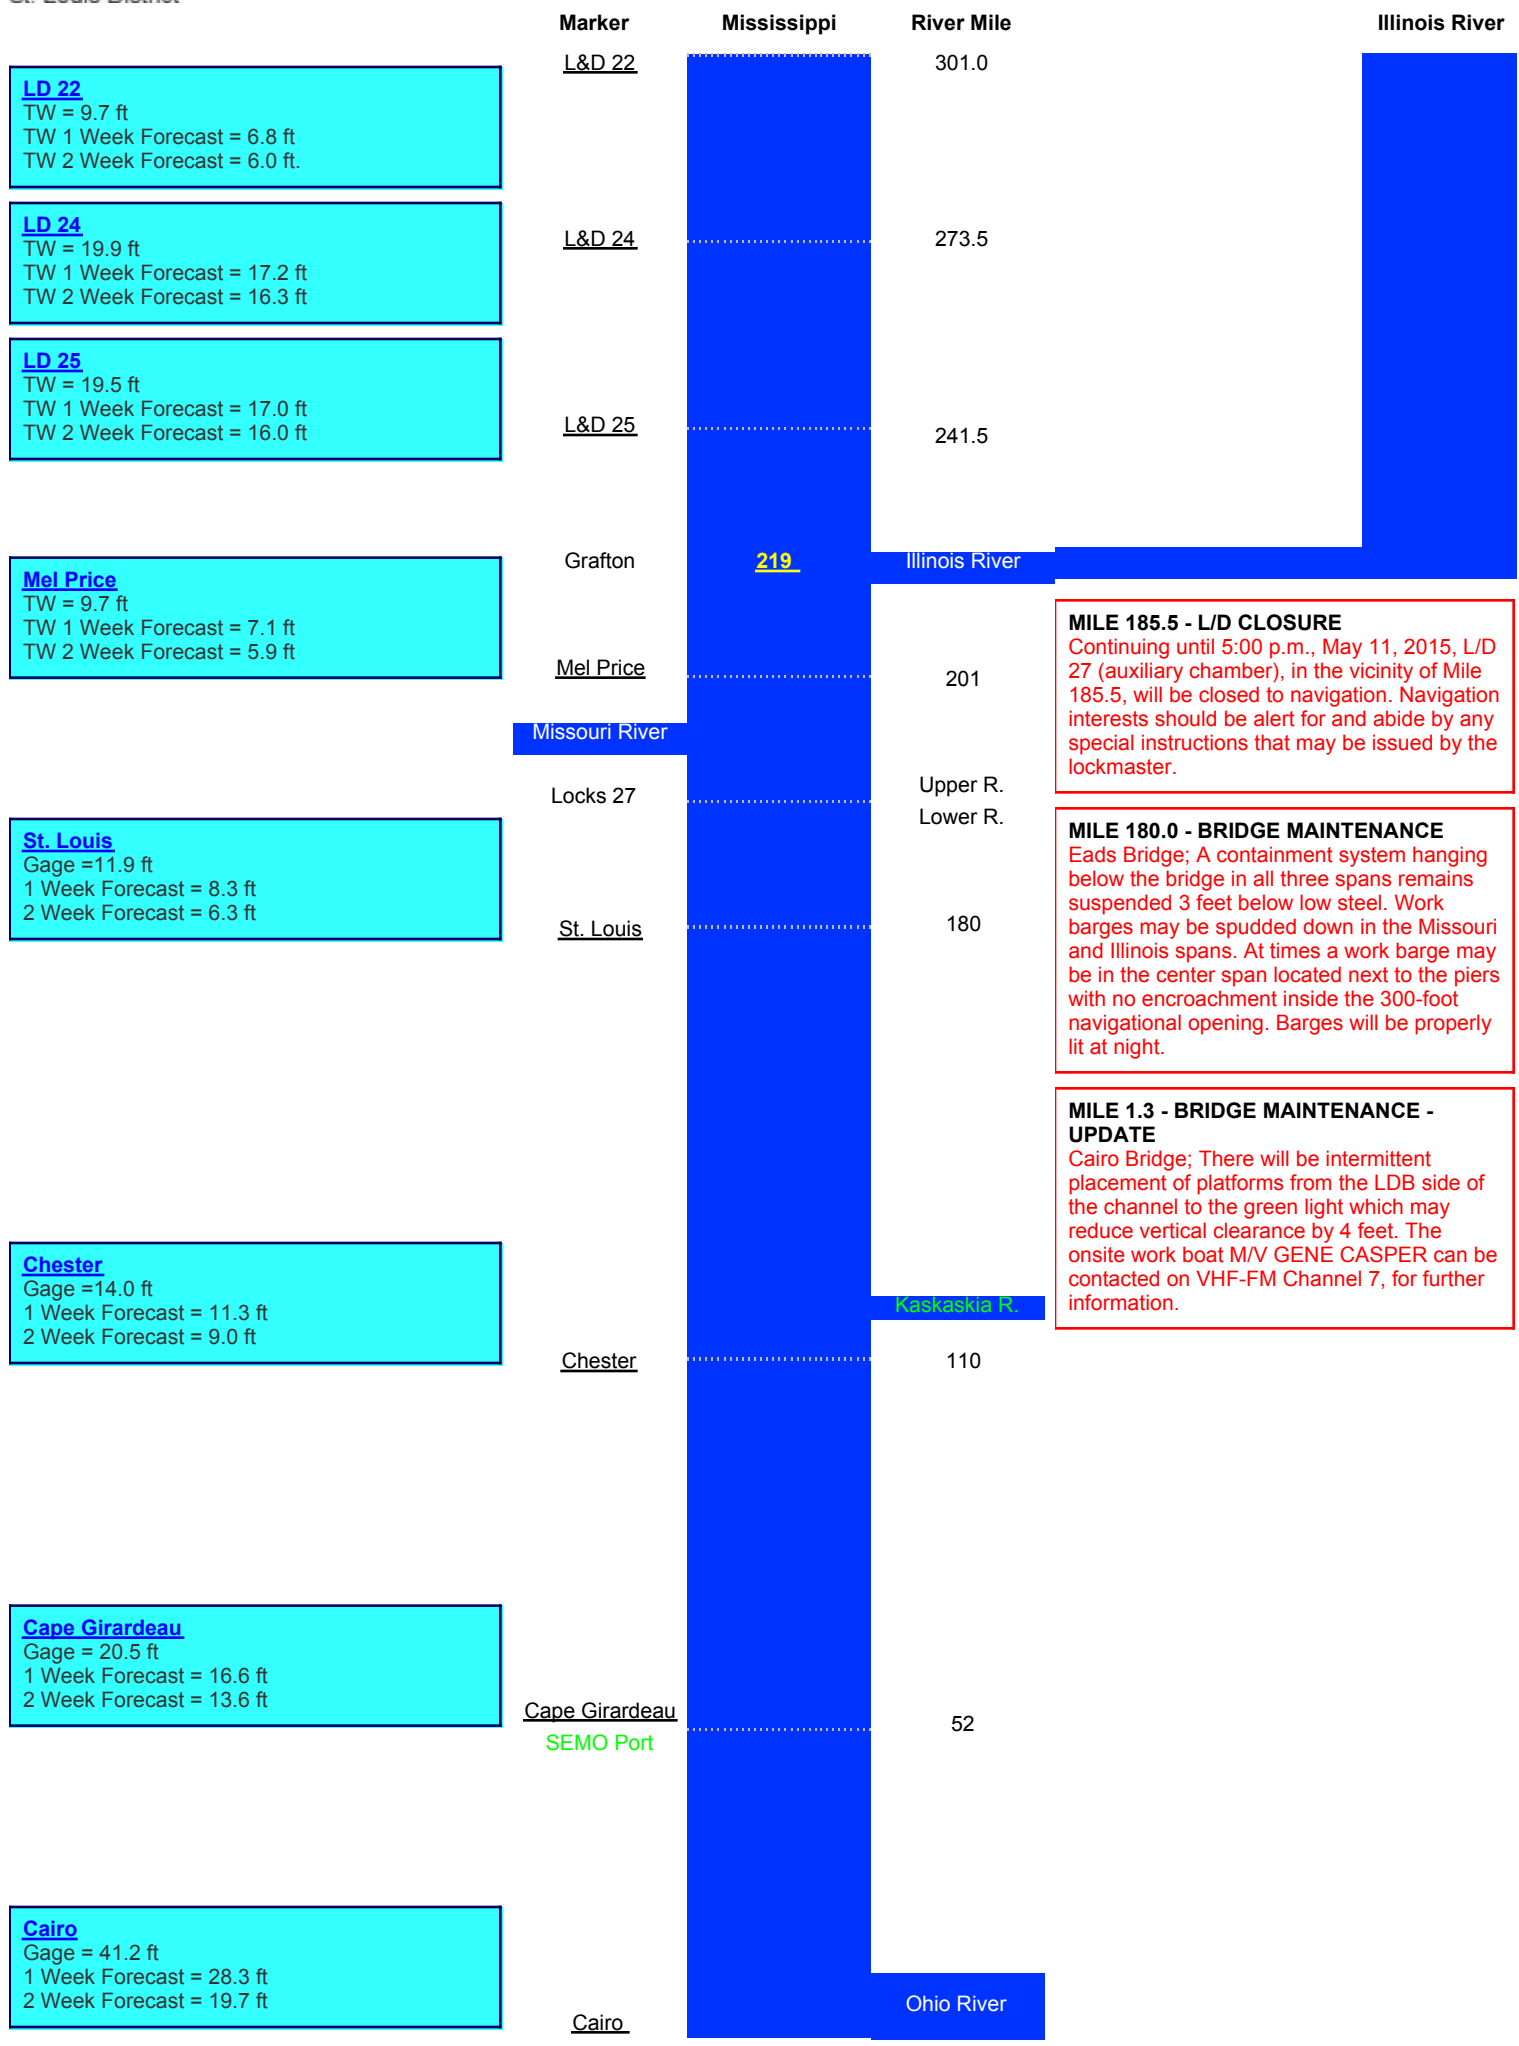 St. Louis District
Marker Mississippi River Mile Illinois River
L&D 22 301.0
LD 22
TW = 9.7 ft
TW 1 Week Forecast = 6.8 ft
TW 2 Week Forecast = 6.0 ft.
LD 24
TW = 19.9 ft
TW 1 Week Forecast = 17.2 ft
TW 2 Week Forecast = 16.3 ft
L&D 24 273.5
LD 25
TW = 19.5 ft
TW 1 Week Forecast = 17.0 ft
TW 2 Week Forecast = 16.0 ft
L&D 25 241.5
Grafton 219 Illinois River
Mel Price
TW = 9.7 ft
TW 1 Week Forecast = 7.1 ft
TW 2 Week Forecast = 5.9 ft
Mel Price 201
MILE 185.5 - L/D CLOSURE
Continuing until 5:00 p.m., May 11, 2015, L/D
27 (auxiliary chamber), in the vicinity of Mile
185.5, will be closed to navigation. Navigation
interests should be alert for and abide by any
special instructions that may be issued by the
lockmaster.
Missouri River
Locks 27
Upper R.
Lower R.
St. Louis
Gage =11.9 ft
1 Week Forecast = 8.3 ft
2 Week Forecast = 6.3 ft
St. Louis 180
MILE 180.0 - BRIDGE MAINTENANCE
Eads Bridge; A containment system hanging
below the bridge in all three spans remains
suspended 3 feet below low steel. Work
barges may be spudded down in the Missouri
and Illinois spans. At times a work barge may
be in the center span located next to the piers
with no encroachment inside the 300-foot
navigational opening. Barges will be properly
lit at night.
MILE 1.3 - BRIDGE MAINTENANCE -
UPDATE
Cairo Bridge; There will be intermittent
placement of platforms from the LDB side of
the channel to the green light which may
reduce vertical clearance by 4 feet. The
onsite work boat M/V GENE CASPER can be
contacted on VHF-FM Channel 7, for further
information.
Chester
Gage =14.0 ft
1 Week Forecast = 11.3 ft
2 Week Forecast = 9.0 ft
Kaskaskia R.
Chester 110
Cape Girardeau
Gage = 20.5 ft
1 Week Forecast = 16.6 ft
2 Week Forecast = 13.6 ft
Cape Girardeau 52
SEMO Port
Cairo
Gage = 41.2 ft
1 Week Forecast = 28.3 ft
2 Week Forecast = 19.7 ft
Ohio River
Cairo